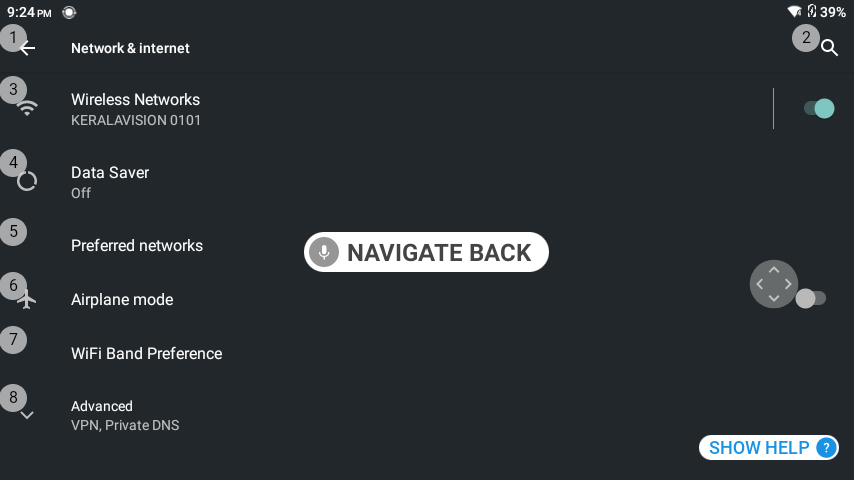 9:24 PM 39%
1 Network & internet 2
3 Wireless Networks
KERALAVISION 0101
4 Data Saver
Off
5 Preferred networks
NAVIGATE BACK
6 Airplane mode
7 WiFi Band Preference
8 Advanced
VPN, Private DNS
SHOW HELP ?